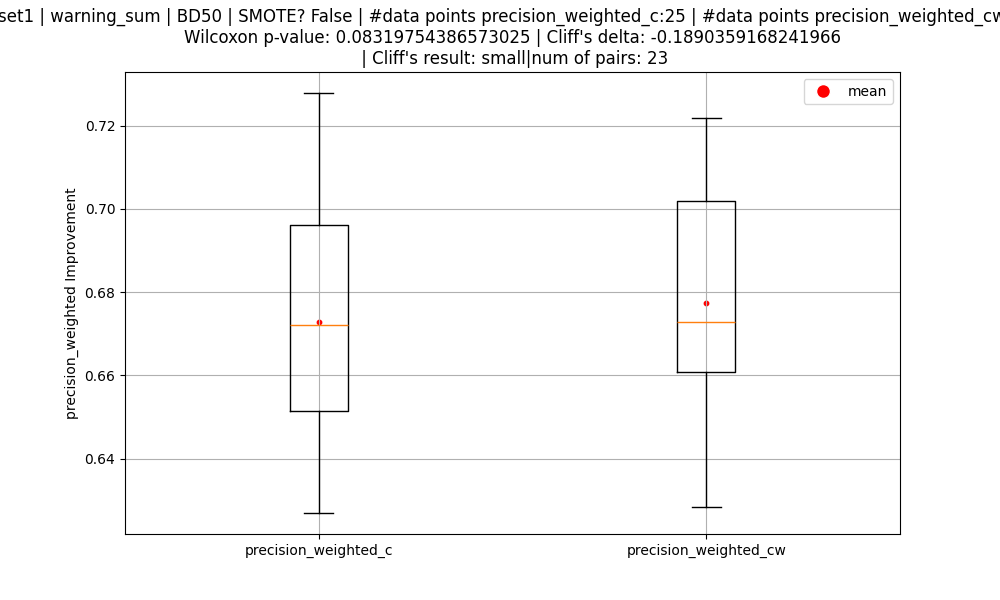 set1 | warning_sum | BD50 | SMOTE? False | #data points precision_weighted_c:25 | #data points precision_weighted_cw
Wilcoxon p-value: 0.08319754386573025 | Cliff's delta: -0.1890359168241966
| Cliff's result: small|num of pairs: 23
mean
0.72
0.70
0.68
0.66
0.64
precision_weighted Improvement
precision_weighted_c
precision_weighted_cw